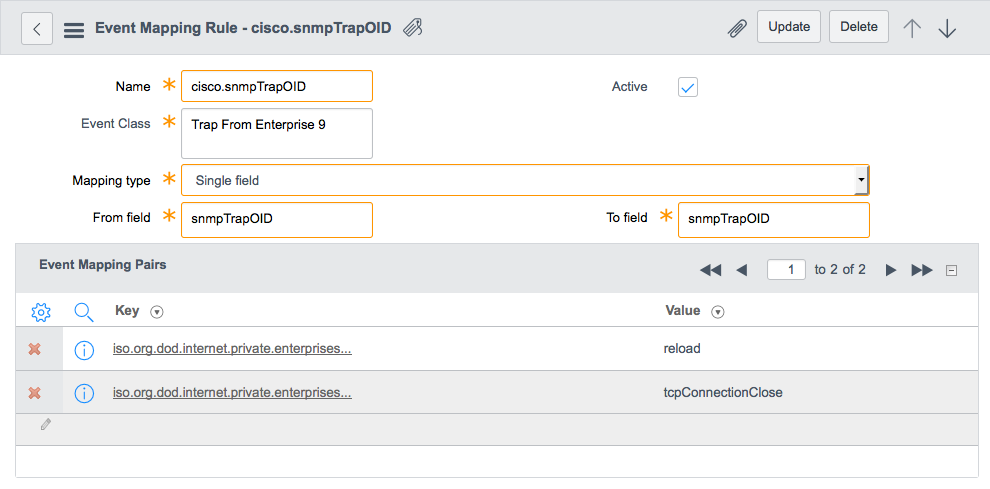 Event Mapping Rule - cisco.snmpTrapOID
Update
Delete
Name
cisco.snmpTrapOID
Active
Event Class
Trap From Enterprise 9
Mapping type
Single field
From field
snmpTrapOID
To field
snmpTrapOID
Event Mapping Pairs
1 to 2 of 2
Key
Value
iso.org.dod.internet.private.enterprises...
reload
iso.org.dod.internet.private.enterprises...
tcpConnectionClose